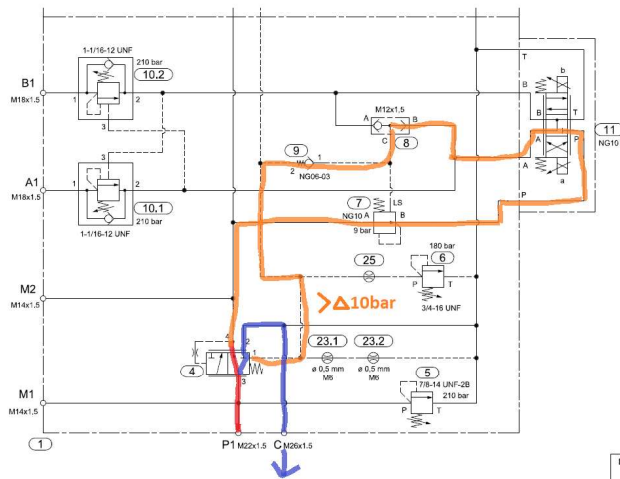 1-1/16-12 UNF
210 bar
10.2
B1
M18x1.5
1
2
3
M12x1.5
A
B
C
8
T
b
B
T
A
P
A
a
P
11
NG10
9
1
2
NG06-03
3
A1
M18x1.5
1
2
10.1
1-1/16-12 UNF
210 bar
7
LS
NG10 A
B
9 bar
180 bar
25
6
P
T
3/4-16 UNF
M2
M14x1.5
>Δ10bar
4
2
1
3
4
23.1
23.2
ø 0,5 mm
M6
ø 0,5 mm
M6
5
7/8-14 UNF-2B
210 bar
P
T
M1
M14x1.5
1
P1 M22x1.5
C M26x1.5